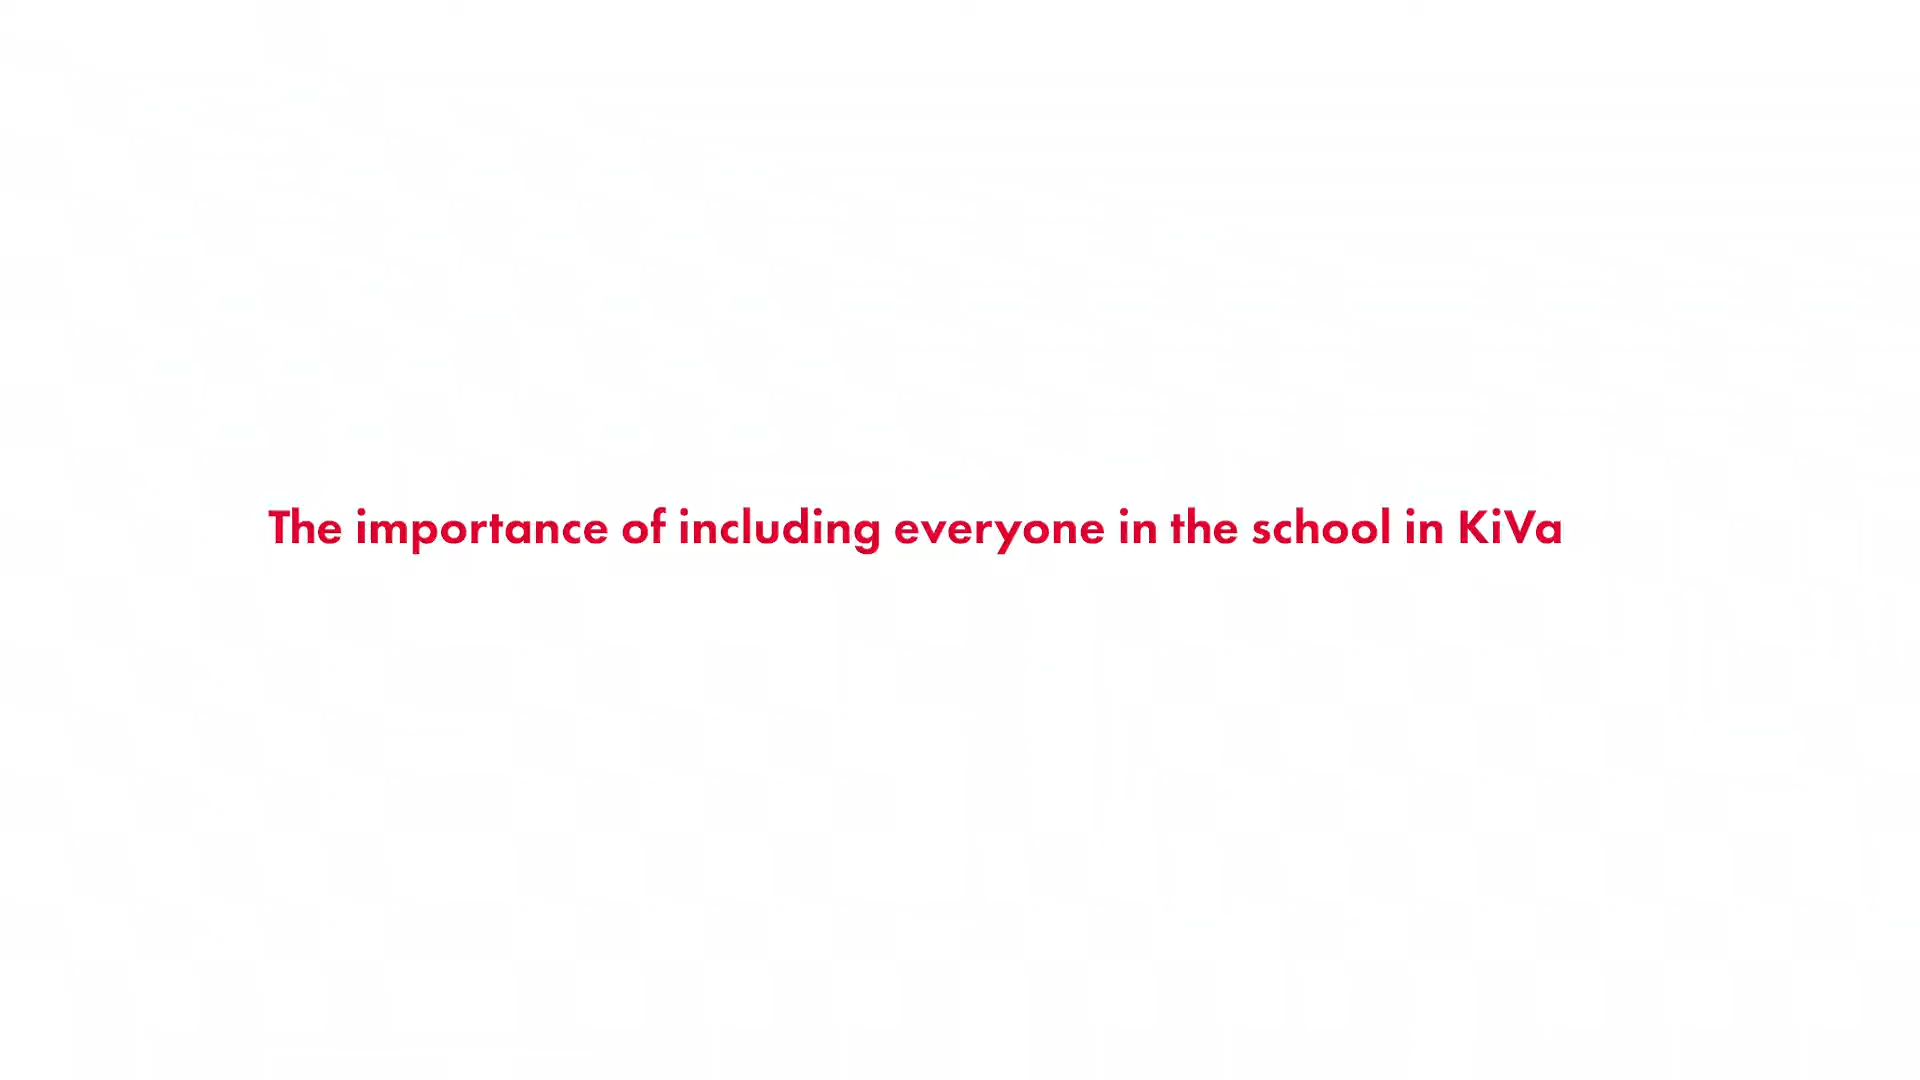 The importance of including everyone in the school in KiVa